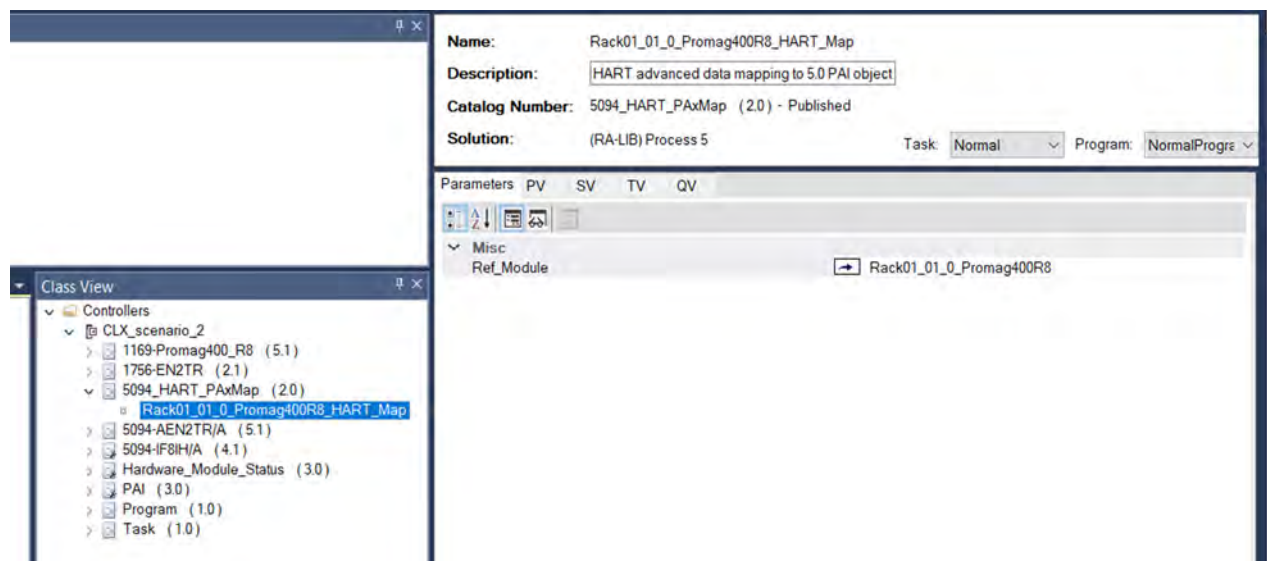 Name: Rack01_01_0_Promag400R8_HART_Map
Description: HART advanced data mapping to 5.0 PAI object
Catalog Number: 5094_HART_PAxMap (2.0) - Published
Solution: (RA-LIB) Process 5 Task: Normal Program: NormalProgra
Parameters PV SV TV QV
Misc
Ref_Module Rack01_01_0_Promag400R8
Class View
Controllers
CLX_scenario_2
1169-Promag400_R8 (5.1)
1756-EN2TR (2.1)
5094_HART_PAxMap (2.0)
Rack01_01_0_Promag400R8_HART_Map
5094-AEN2TR/A (5.1)
5094-IF8IH/A (4.1)
Hardware_Module_Status (3.0)
PAI (3.0)
Program (1.0)
Task (1.0)